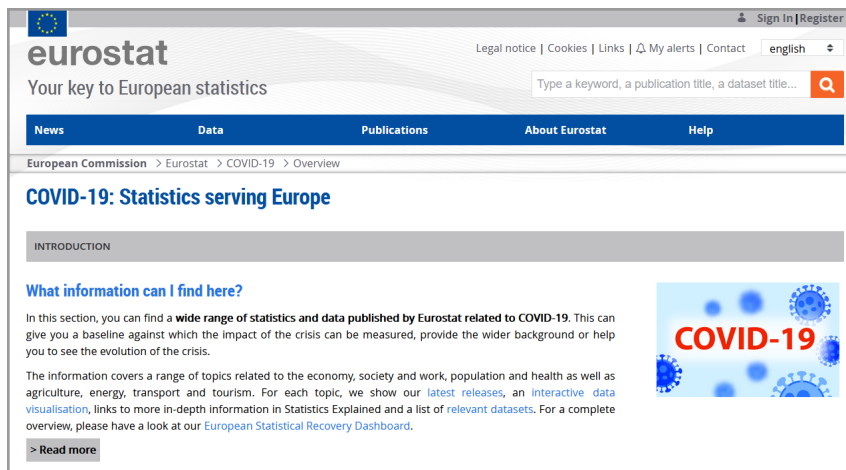 Sign In|Register
eurostat
Legal notice | Cookies | Links | My alerts | Contact
english
Your key to European statistics
Type a keyword, a publication title, a dataset title...
News Data Publications About Eurostat Help
European Commission > Eurostat > COVID-19 > Overview
COVID-19: Statistics serving Europe
INTRODUCTION
What information can I find here?
In this section, you can find a wide range of statistics and data published by Eurostat related to COVID-19. This can
give you a baseline against which the impact of the crisis can be measured, provide the wider background or help
you to see the evolution of the crisis.
The information covers a range of topics related to the economy, society and work, population and health as well as
agriculture, energy, transport and tourism. For each topic, we show our latest releases, an interactive data
visualisation, links to more in-depth information in Statistics Explained and a list of relevant datasets. For a complete
overview, please have a look at our European Statistical Recovery Dashboard.
> Read more
COVID-19